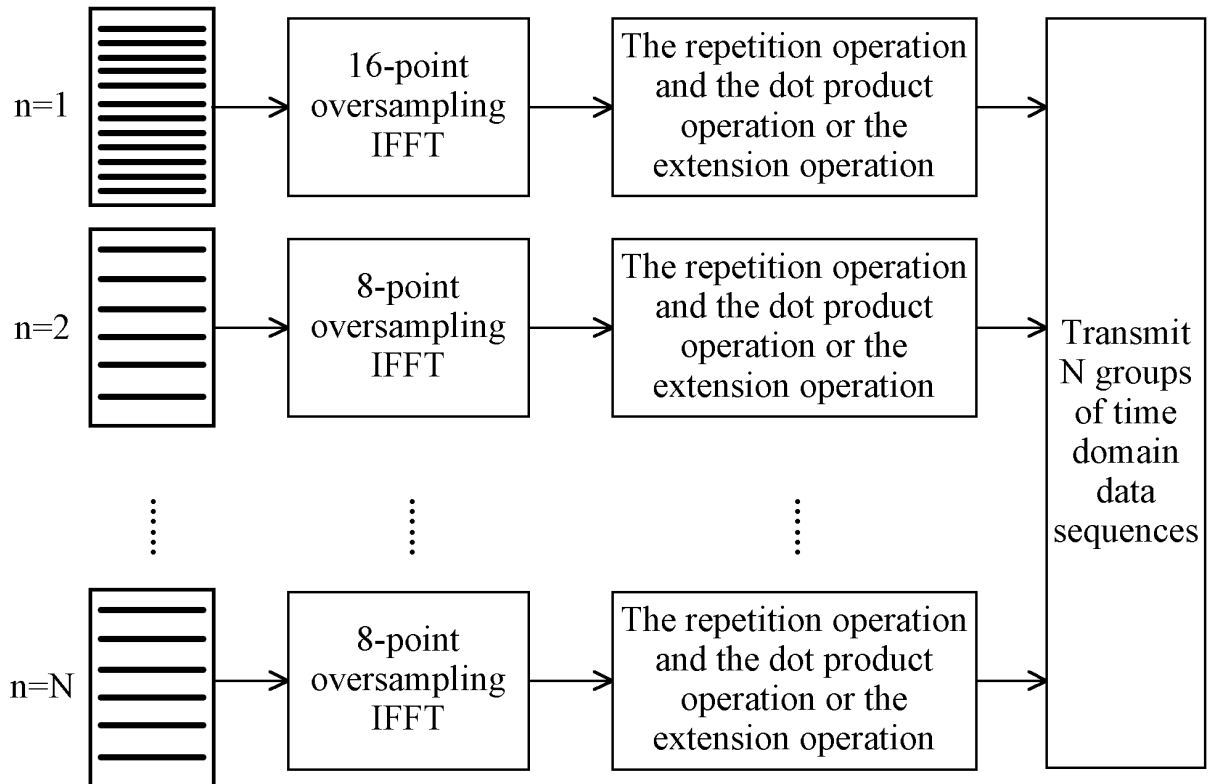 n=1
16-point
oversampling
IFFT
The repetition operation
and the dot product
operation or the
extension operation
n=2
8-point
oversampling
IFFT
The repetition operation
and the dot product
operation or the
extension operation
Transmit
N groups
of time
domain
data
sequences
n=N
8-point
oversampling
IFFT
The repetition operation
and the dot product
operation or the
extension operation